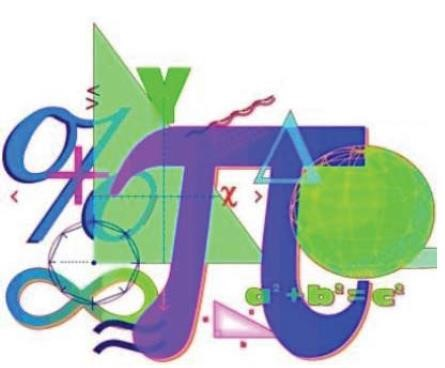 Y
%
+
π
x
∞
a² + b² = c²